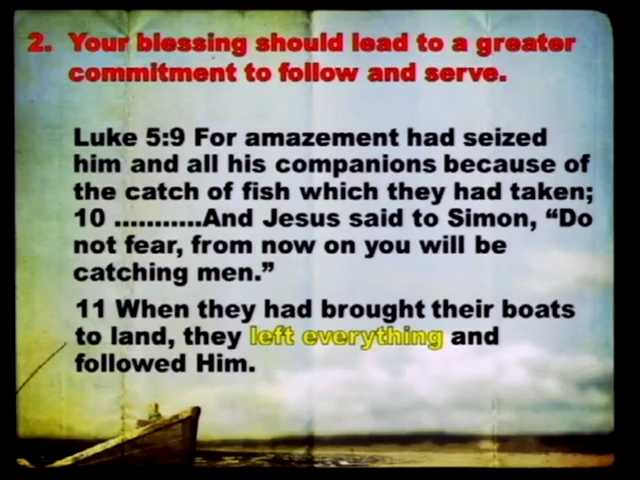 2. Your blessing should lead to a greater
commitment to follow and serve.
Luke 5:9 For amazement had seized
him and all his companions because of
the catch of fish which they had taken;
10 ...........And Jesus said to Simon, “Do
not fear, from now on you will be
catching men.”
11 When they had brought their boats
to land, they left everything and
followed Him.